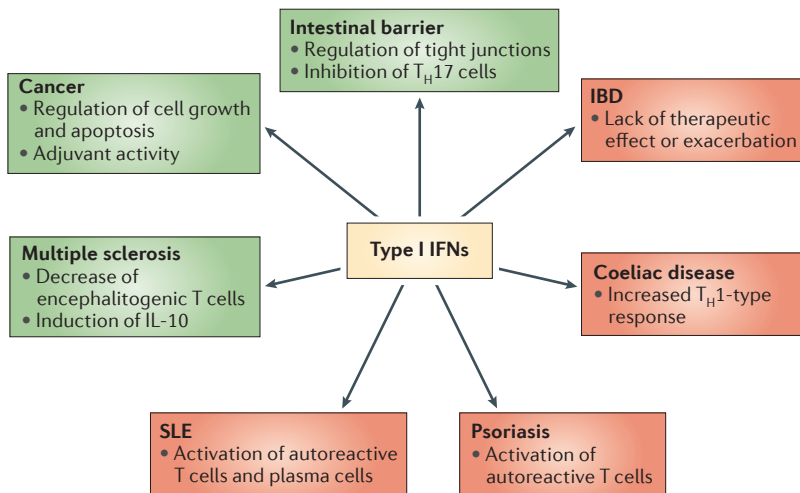 Intestinal barrier
• Regulation of tight junctions
• Inhibition of TH17 cells
Cancer
• Regulation of cell growth
and apoptosis
• Adjuvant activity
IBD
• Lack of therapeutic
effect or exacerbation
Type I IFNs
Multiple sclerosis
• Decrease of
encephalitogenic T cells
• Induction of IL-10
Coeliac disease
• Increased TH1-type
response
SLE
• Activation of autoreactive
T cells and plasma cells
Psoriasis
• Activation of
autoreactive T cells